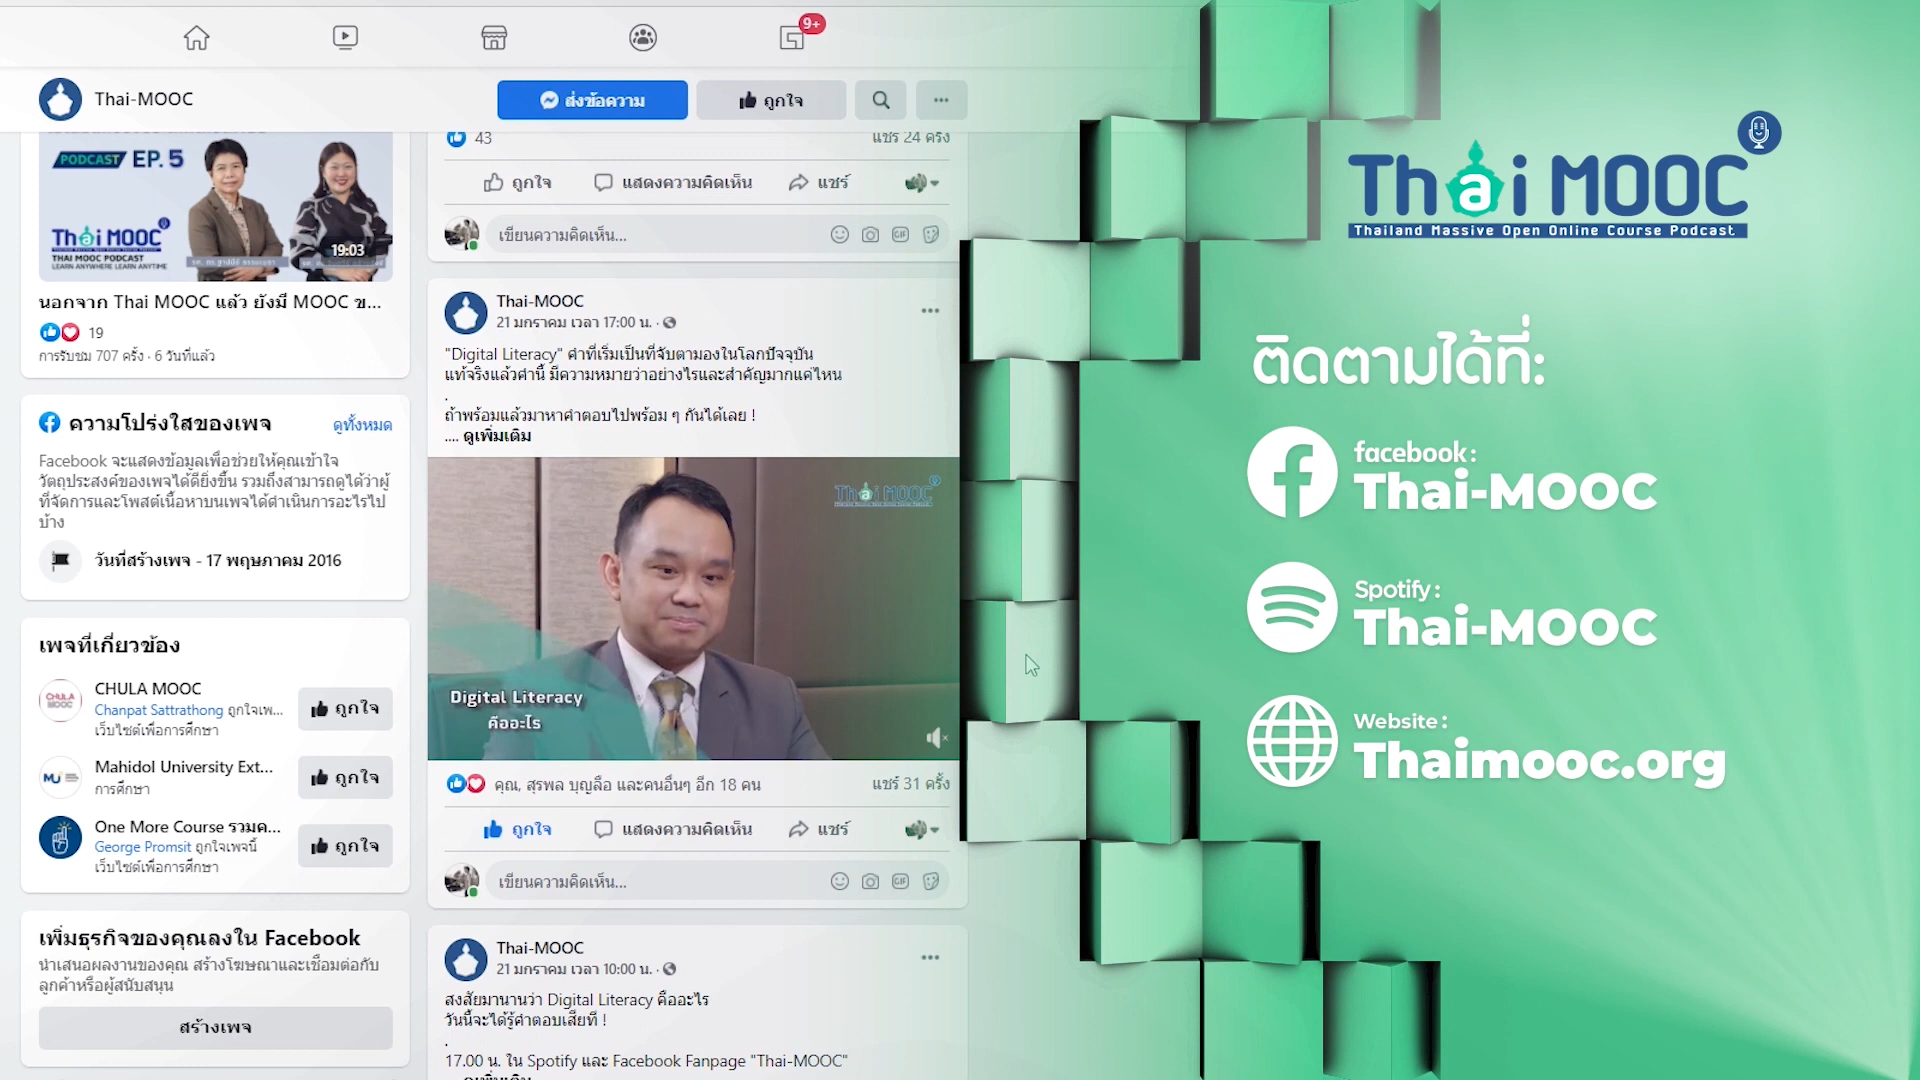 9+
Thai-MOOC
ส่งข้อความ
ถูกใจ
PODCAST EP. 5
Thai MOOC
THAI MOOC PODCAST
LEARN ANYWHERE LEARN ANYTIME
19:03
นอกจาก Thai MOOC แล้ว ยังมี MOOC ข...
19
การรับชม 707 ครั้ง · 6 วันที่แล้ว
ความโปร่งใสของเพจ
ดูทั้งหมด
Facebook จะแสดงข้อมูลเพื่อช่วยให้คุณเข้าใจ
วัตถุประสงค์ของเพจได้ดียิ่งขึ้น รวมถึงสามารถดูได้ว่าผู้
ที่จัดการและโพสต์เนื้อหาบนเพจได้ดำเนินการอะไรไป
บ้าง
วันที่สร้างเพจ - 17 พฤษภาคม 2016
เพจที่เกี่ยวข้อง
CHULA MOOC
CHULA MOOC
Chanpat Sattrathong ถูกใจเพ...
เว็บไซต์เพื่อการศึกษา
ถูกใจ
MU
Mahidol University Ext...
การศึกษา
ถูกใจ
One More Course รวมค...
George Promsit ถูกใจเพจนี้
เว็บไซต์เพื่อการศึกษา
ถูกใจ
เพิ่มธุรกิจของคุณลงใน Facebook
นำเสนอผลงานของคุณ สร้างโฆษณาและเชื่อมต่อกับ
ลูกค้าหรือผู้สนับสนุน
สร้างเพจ
43
แชร์ 24 ครั้ง
ถูกใจ
แสดงความคิดเห็น
แชร์
เขียนความคิดเห็น...
GIF
Thai-MOOC
21 มกราคม เวลา 17:00 น. ·
"Digital Literacy" คำที่เริ่มเป็นที่จับตามองในโลกปัจจุบัน
แท้จริงแล้วคำนี้ มีความหมายว่าอย่างไรและสำคัญมากแค่ไหน
.
ถ้าพร้อมแล้วมาหาคำตอบไปพร้อม ๆ กันได้เลย !
.... ดูเพิ่มเติม
Thai MOOC
Digital Literacy
คืออะไร
คุณ, สุรพล บุญลือ และคนอื่นๆ อีก 18 คน
แชร์ 31 ครั้ง
ถูกใจ
แสดงความคิดเห็น
แชร์
เขียนความคิดเห็น...
GIF
Thai-MOOC
21 มกราคม เวลา 10:00 น. ·
สงสัยมานานว่า Digital Literacy คืออะไร
วันนี้จะได้รู้คำตอบเสียที !
.
17.00 น. ใน Spotify และ Facebook Fanpage "Thai-MOOC"
Thai MOOC
Thailand Massive Open Online Course Podcast
ติดตามได้ที่:
facebook:
Thai-MOOC
Spotify:
Thai-MOOC
Website:
Thaimooc.org